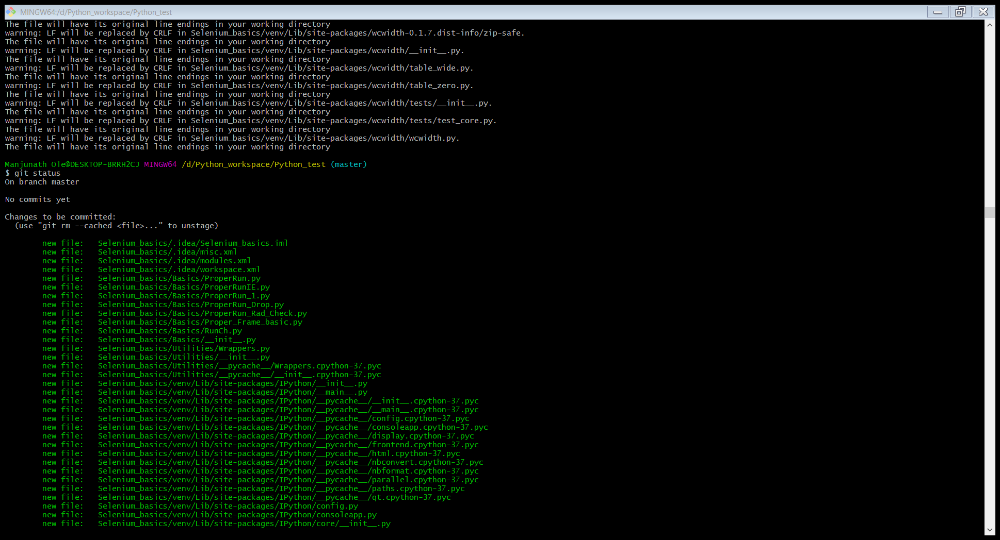 MINGW64:/d/Python_workspace/Python_test
The file will have its original line endings in your working directory
warning: LF will be replaced by CRLF in Selenium_basics/venv/Lib/site-packages/wcwidth-0.1.7.dist-info/zip-safe.
The file will have its original line endings in your working directory
warning: LF will be replaced by CRLF in Selenium_basics/venv/Lib/site-packages/wcwidth/__init__.py.
The file will have its original line endings in your working directory
warning: LF will be replaced by CRLF in Selenium_basics/venv/Lib/site-packages/wcwidth/table_wide.py.
The file will have its original line endings in your working directory
warning: LF will be replaced by CRLF in Selenium_basics/venv/Lib/site-packages/wcwidth/table_zero.py.
The file will have its original line endings in your working directory
warning: LF will be replaced by CRLF in Selenium_basics/venv/Lib/site-packages/wcwidth/tests/__init__.py.
The file will have its original line endings in your working directory
warning: LF will be replaced by CRLF in Selenium_basics/venv/Lib/site-packages/wcwidth/tests/test_core.py.
The file will have its original line endings in your working directory
warning: LF will be replaced by CRLF in Selenium_basics/venv/Lib/site-packages/wcwidth/wcwidth.py.
The file will have its original line endings in your working directory
Manjunath Ole@DESKTOP-BRRH2CJ MINGW64 /d/Python_workspace/Python_test (master)
$ git status
On branch master
No commits yet
Changes to be committed:
  (use "git rm --cached <file>..." to unstage)
        new file:   Selenium_basics/.idea/Selenium_basics.iml
        new file:   Selenium_basics/.idea/misc.xml
        new file:   Selenium_basics/.idea/modules.xml
        new file:   Selenium_basics/.idea/workspace.xml
        new file:   Selenium_basics/Basics/ProperRun.py
        new file:   Selenium_basics/Basics/ProperRunIE.py
        new file:   Selenium_basics/Basics/ProperRun_1.py
        new file:   Selenium_basics/Basics/ProperRun_Drop.py
        new file:   Selenium_basics/Basics/ProperRun_Rad_Check.py
        new file:   Selenium_basics/Basics/Proper_Frame_basic.py
        new file:   Selenium_basics/Basics/RunCh.py
        new file:   Selenium_basics/Basics/__init__.py
        new file:   Selenium_basics/Utilities/Wrappers.py
        new file:   Selenium_basics/Utilities/__init__.py
        new file:   Selenium_basics/Utilities/__pycache__/Wrappers.cpython-37.pyc
        new file:   Selenium_basics/Utilities/__pycache__/__init__.cpython-37.pyc
        new file:   Selenium_basics/venv/Lib/site-packages/IPython/__init__.py
        new file:   Selenium_basics/venv/Lib/site-packages/IPython/__main__.py
        new file:   Selenium_basics/venv/Lib/site-packages/IPython/__pycache__/__init__.cpython-37.pyc
        new file:   Selenium_basics/venv/Lib/site-packages/IPython/__pycache__/__main__.cpython-37.pyc
        new file:   Selenium_basics/venv/Lib/site-packages/IPython/__pycache__/config.cpython-37.pyc
        new file:   Selenium_basics/venv/Lib/site-packages/IPython/__pycache__/consoleapp.cpython-37.pyc
        new file:   Selenium_basics/venv/Lib/site-packages/IPython/__pycache__/display.cpython-37.pyc
        new file:   Selenium_basics/venv/Lib/site-packages/IPython/__pycache__/frontend.cpython-37.pyc
        new file:   Selenium_basics/venv/Lib/site-packages/IPython/__pycache__/html.cpython-37.pyc
        new file:   Selenium_basics/venv/Lib/site-packages/IPython/__pycache__/nbconvert.cpython-37.pyc
        new file:   Selenium_basics/venv/Lib/site-packages/IPython/__pycache__/nbformat.cpython-37.pyc
        new file:   Selenium_basics/venv/Lib/site-packages/IPython/__pycache__/parallel.cpython-37.pyc
        new file:   Selenium_basics/venv/Lib/site-packages/IPython/__pycache__/paths.cpython-37.pyc
        new file:   Selenium_basics/venv/Lib/site-packages/IPython/__pycache__/qt.cpython-37.pyc
        new file:   Selenium_basics/venv/Lib/site-packages/IPython/config.py
        new file:   Selenium_basics/venv/Lib/site-packages/IPython/consoleapp.py
        new file:   Selenium_basics/venv/Lib/site-packages/IPython/core/__init__.py